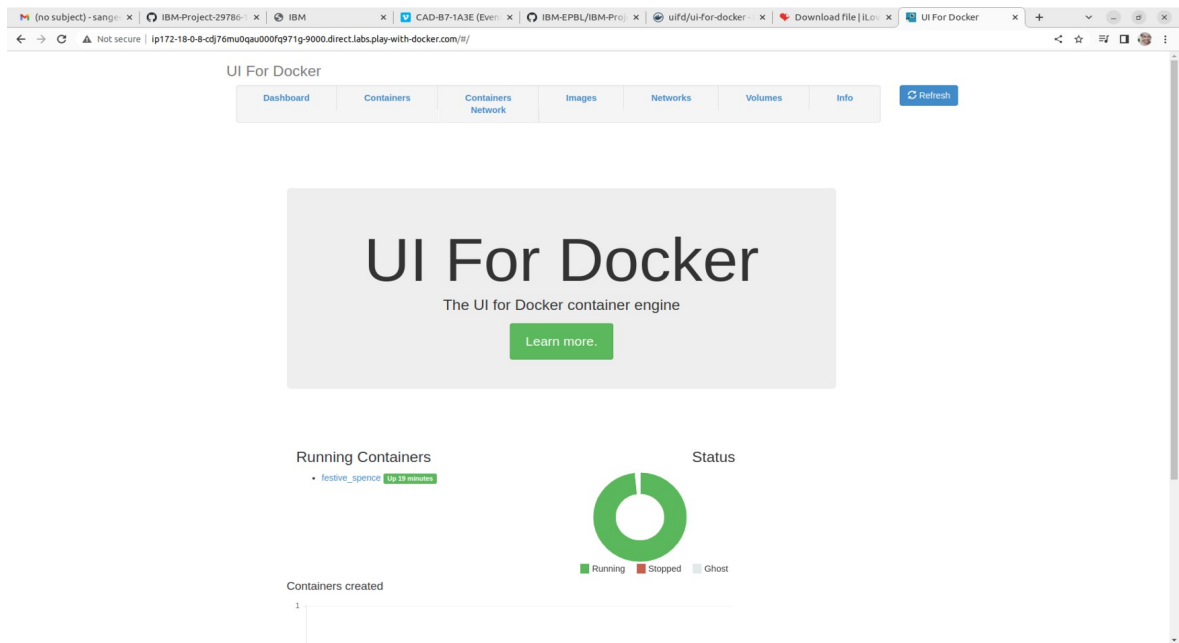 (no subject) - sange
IBM-Project-29786-1
IBM
CAD-B7-1A3E (Even
IBM-EPBL/IBM-Proj
uifd/ui-for-docker -
Download file | iLov
UI For Docker
Not secure | ip172-18-0-8-cdj76mu0qau000fq971g-9000.direct.labs.play-with-docker.com/#/
UI For Docker
Dashboard
Containers
Containers
Network
Images
Networks
Volumes
Info
Refresh
UI For Docker
The UI for Docker container engine
Learn more.
Running Containers
festive_spence Up 19 minutes
Status
Running Stopped Ghost
Containers created
1